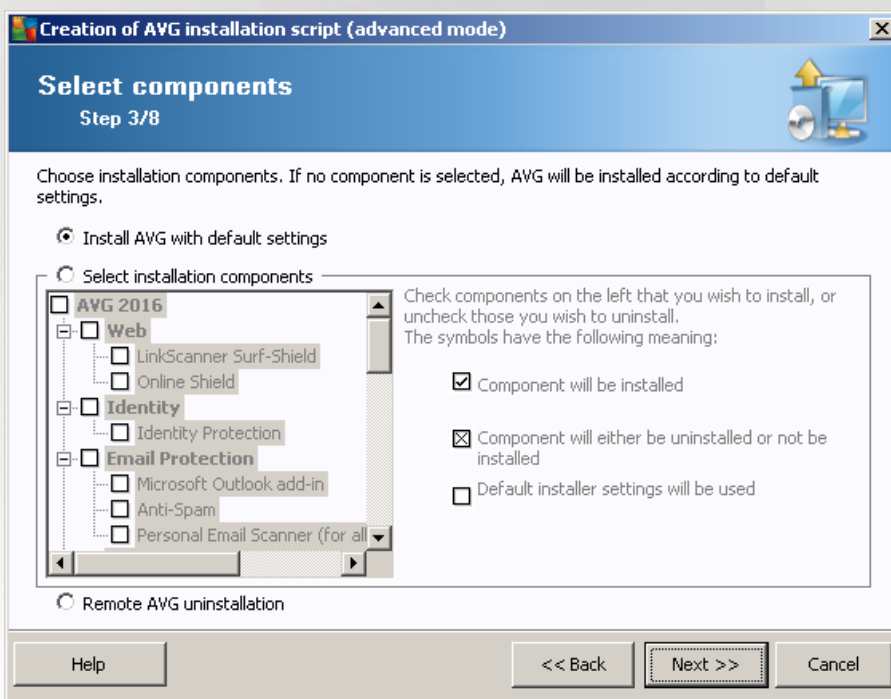 Creation of AVG installation script (advanced mode)
Select components
Step 3/8
Choose installation components. If no component is selected, AVG will be installed according to default
settings.
Install AVG with default settings
Select installation components
AVG 2016
Web
LinkScanner Surf-Shield
Online Shield
Identity
Identity Protection
Email Protection
Microsoft Outlook add-in
Anti-Spam
Personal Email Scanner (for all
Check components on the left that you wish to install, or
uncheck those you wish to uninstall.
The symbols have the following meaning:
Component will be installed
Component will either be uninstalled or not be
installed
Default installer settings will be used
Remote AVG uninstallation
Help
<< Back
Next >>
Cancel